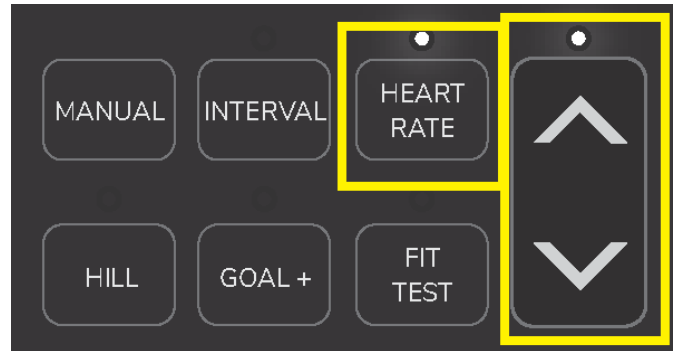 MANUAL
INTERVAL
HEART
RATE
HILL
GOAL +
FIT
TEST